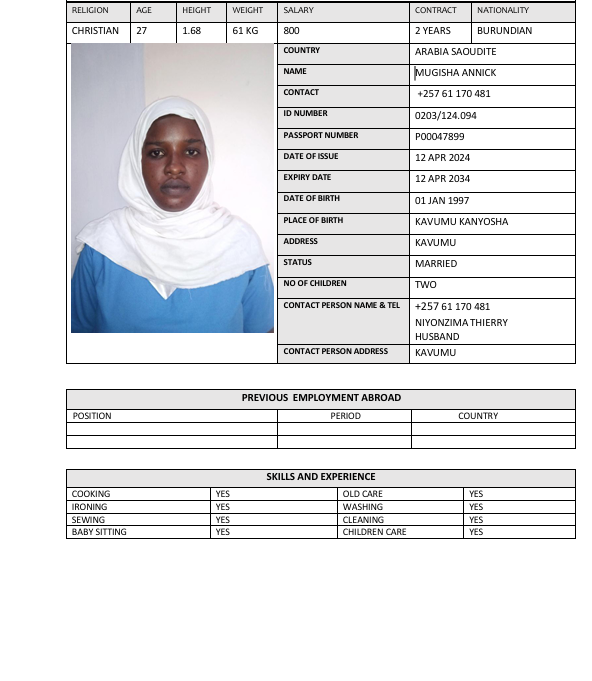 RELIGION AGE HEIGHT WEIGHT SALARY CONTRACT NATIONALITY
CHRISTIAN 27 1.68 61 KG 800 2 YEARS BURUNDIAN
COUNTRY ARABIA SAOUDITE
NAME MUGISHA ANNICK
CONTACT +257 61 170 481
ID NUMBER 0203/124.094
PASSPORT NUMBER P00047899
DATE OF ISSUE 12 APR 2024
EXPIRY DATE 12 APR 2034
DATE OF BIRTH 01 JAN 1997
PLACE OF BIRTH KAVUMU KANYOSHA
ADDRESS KAVUMU
STATUS MARRIED
NO OF CHILDREN TWO
CONTACT PERSON NAME & TEL +257 61 170 481
NIYONZIMA THIERRY
HUSBAND
CONTACT PERSON ADDRESS KAVUMU
PREVIOUS EMPLOYMENT ABROAD
POSITION PERIOD COUNTRY
SKILLS AND EXPERIENCE
COOKING YES OLD CARE YES
IRONING YES WASHING YES
SEWING YES CLEANING YES
BABY SITTING YES CHILDREN CARE YES